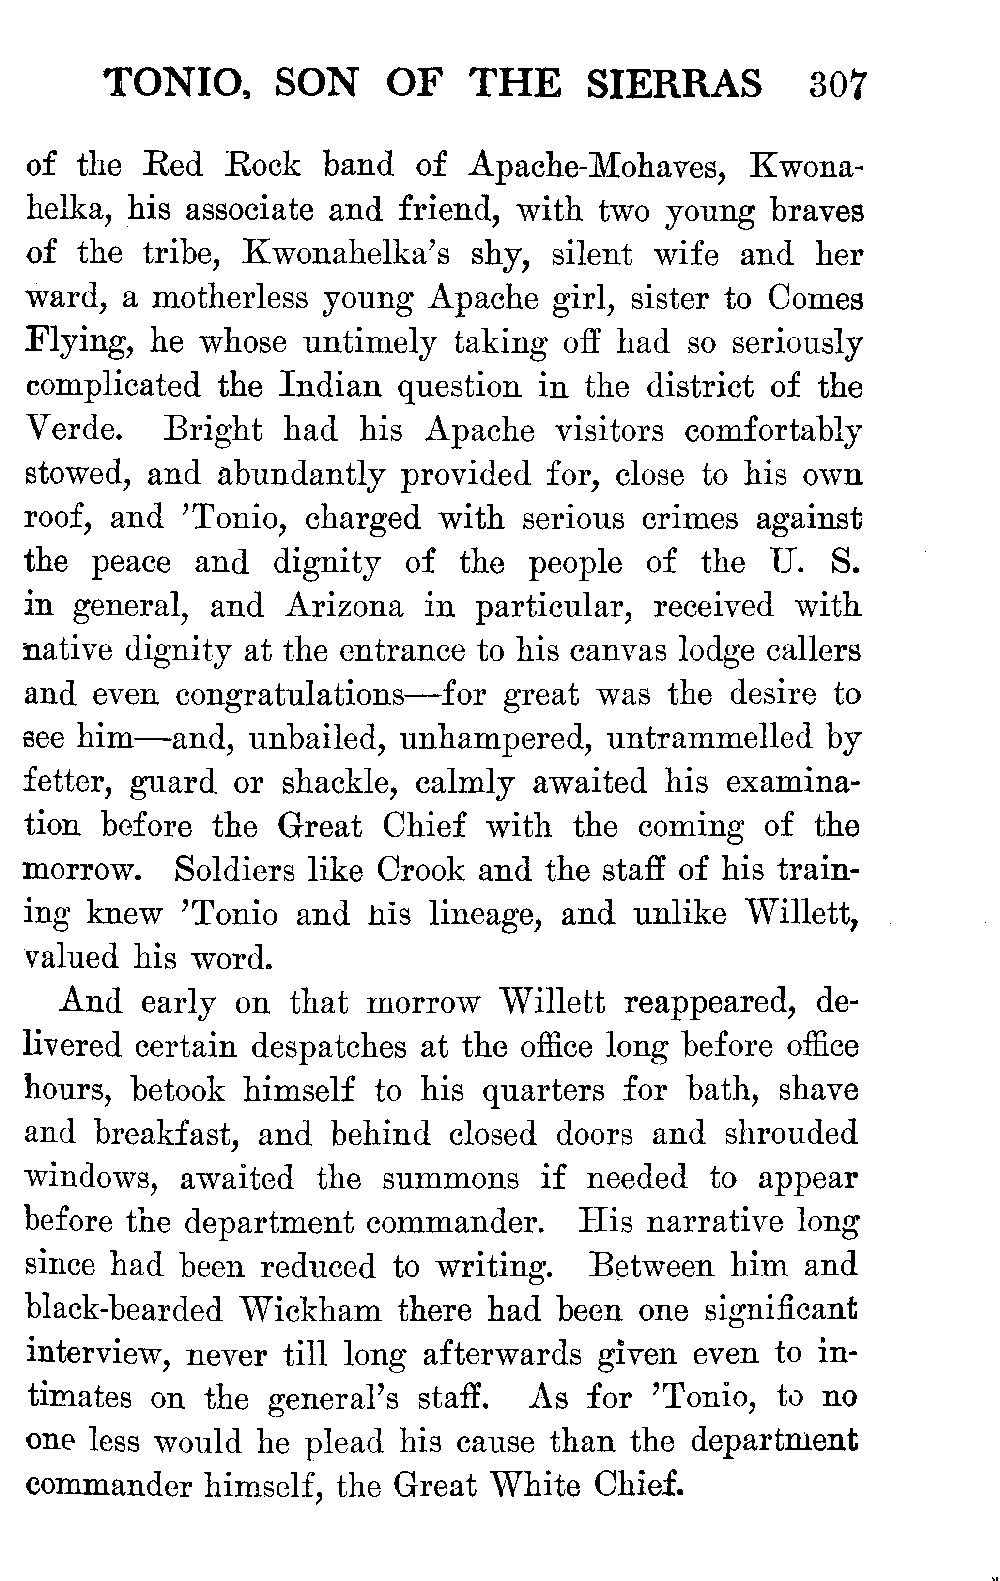 TONIO, SON OF THE SIERRAS 307
of the Red Rock band of Apache-Mohaves, Kwona-
helka, his associate and friend, with two young braves
of the tribe, Kwonahelka’s shy, silent wife and her
ward, a motherless young Apache girl, sister to Comes
Flying, he whose untimely taking off had so seriously
complicated the Indian question in the district of the
Verde. Bright had his Apache visitors comfortably
stowed, and abundantly provided for, close to his own
roof, and ’Tonio, charged with serious crimes against
the peace and dignity of the people of the U. S.
in general, and Arizona in particular, received with
native dignity at the entrance to his canvas lodge callers
and even congratulations—for great was the desire to
see him—and, unbailed, unhampered, untrammelled by
fetter, guard or shackle, calmly awaited his examina-
tion before the Great Chief with the coming of the
morrow. Soldiers like Crook and the staff of his train-
ing knew ’Tonio and his lineage, and unlike Willett,
valued his word.
And early on that morrow Willett reappeared, de-
livered certain despatches at the office long before office
hours, betook himself to his quarters for bath, shave
and breakfast, and behind closed doors and shrouded
windows, awaited the summons if needed to appear
before the department commander. His narrative long
since had been reduced to writing. Between him and
black-bearded Wickham there had been one significant
interview, never till long afterwards given even to in-
timates on the general’s staff. As for ’Tonio, to no
one less would he plead his cause than the department
commander himself, the Great White Chief.